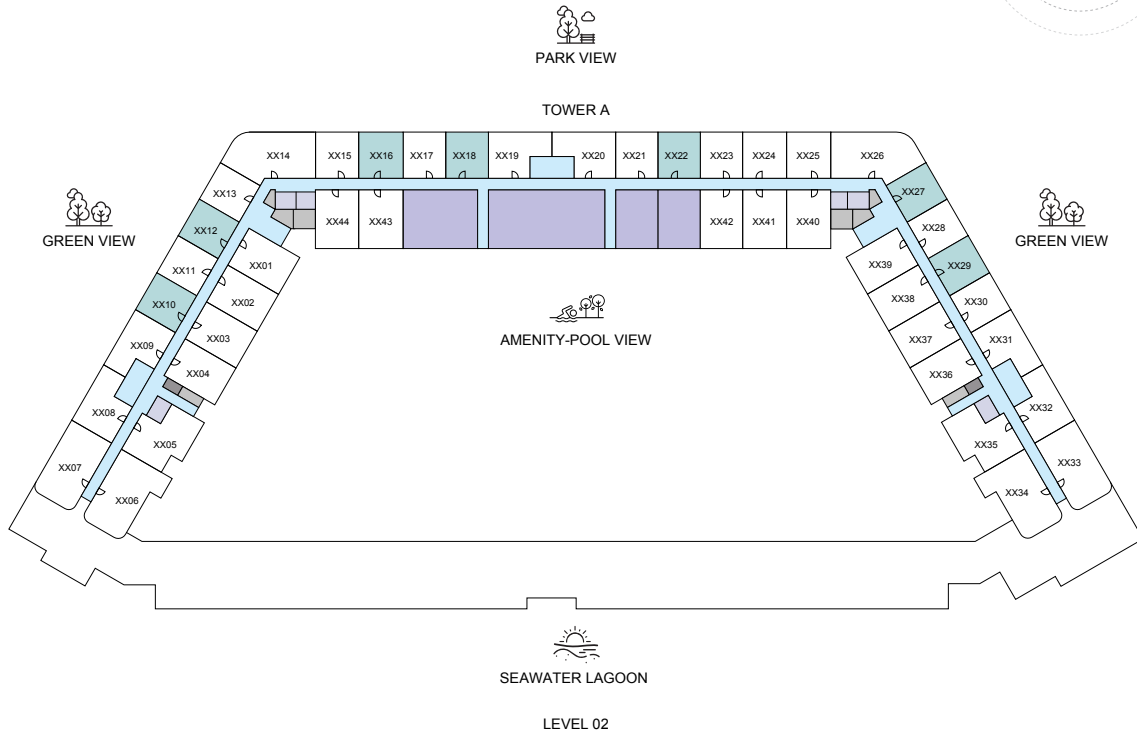 PARK VIEW
TOWER A
XX14
XX15
XX16
XX17
XX18
XX19
XX20
XX21
XX22
XX23
XX24
XX25
XX26
XX13
XX27
XX44
XX43
XX42
XX41
XX40
GREEN VIEW
XX12
XX28
GREEN VIEW
XX11
XX01
XX39
XX29
XX10
XX02
XX38
XX30
XX09
XX03
AMENITY-POOL VIEW
XX37
XX31
XX04
XX36
XX08
XX32
XX05
XX35
XX07
XX33
XX06
XX34
SEAWATER LAGOON
LEVEL 02